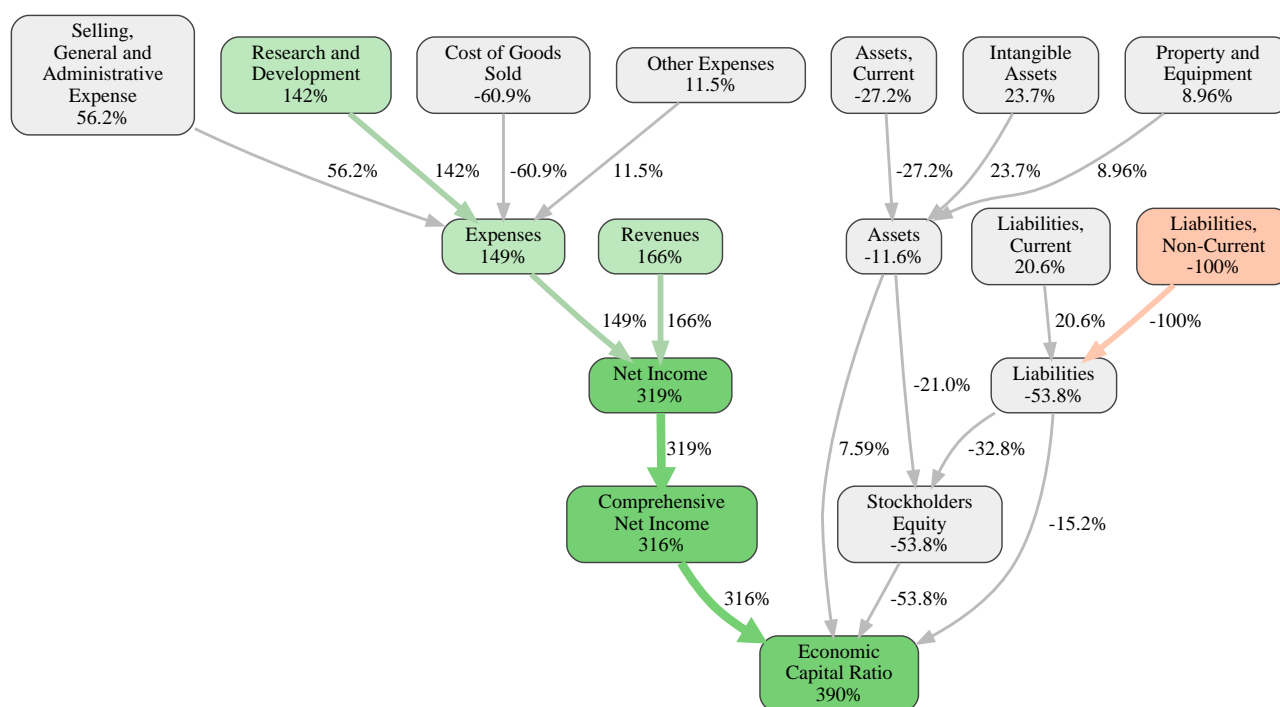 Selling,
General and
Administrative
Expense
56.2%
Research and
Development
142%
Cost of Goods
Sold
-60.9%
Other Expenses
11.5%
Assets,
Current
-27.2%
Intangible
Assets
23.7%
Property and
Equipment
8.96%
56.2%
142%
-60.9%
11.5%
-27.2%
23.7%
8.96%
Expenses
149%
Revenues
166%
Assets
-11.6%
Liabilities,
Current
20.6%
Liabilities,
Non-Current
-100%
149%
166%
20.6%
-100%
Net Income
319%
-21.0%
Liabilities
-53.8%
319%
7.59%
-32.8%
Comprehensive
Net Income
316%
Stockholders
Equity
-53.8%
-15.2%
316%
-53.8%
Economic
Capital Ratio
390%